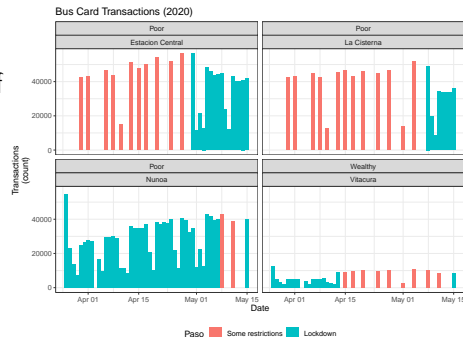 Bus Card Transactions (2020)
Poor
Poor
Estacion Central
La Cisterna
40000
20000
0
Poor
Wealthy
Nunoa
Vitacura
40000
20000
0
Transactions
(count)
Apr 01
Apr 15
May 01
May 15
Apr 01
Apr 15
May 01
May 15
Date
Paso
Some restrictions
Lockdown